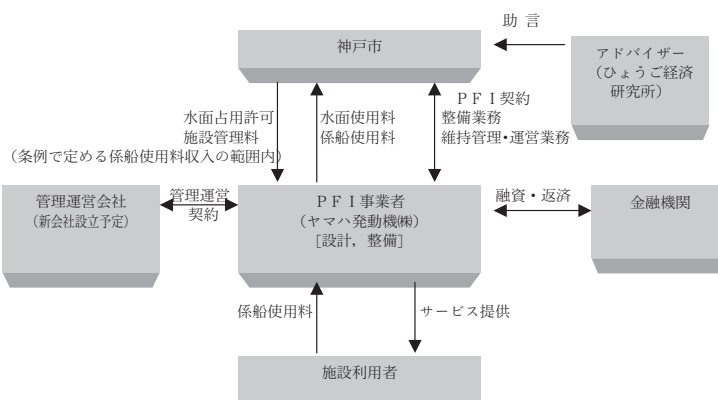 助 言
神戸市
アドバイザー
（ひょうご経済
研究所）
水面占用許可
施設管理料
（条例で定める係船使用料収入の範囲内）
水面使用料
係船使用料
ＰＦＩ契約
整備業務
維持管理・運営業務
管理運営会社
（新会社設立予定）
管理運営
契約
ＰＦＩ事業者
（ヤマハ発動機㈱）
［設計，整備］
融資・返済
金融機関
係船使用料
サービス提供
施設利用者